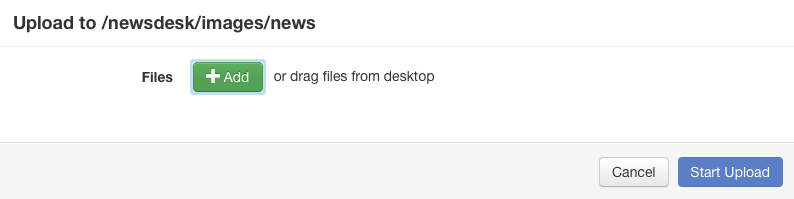 Upload to /newsdesk/images/news
Files Add or drag files from desktop
Cancel Start Upload